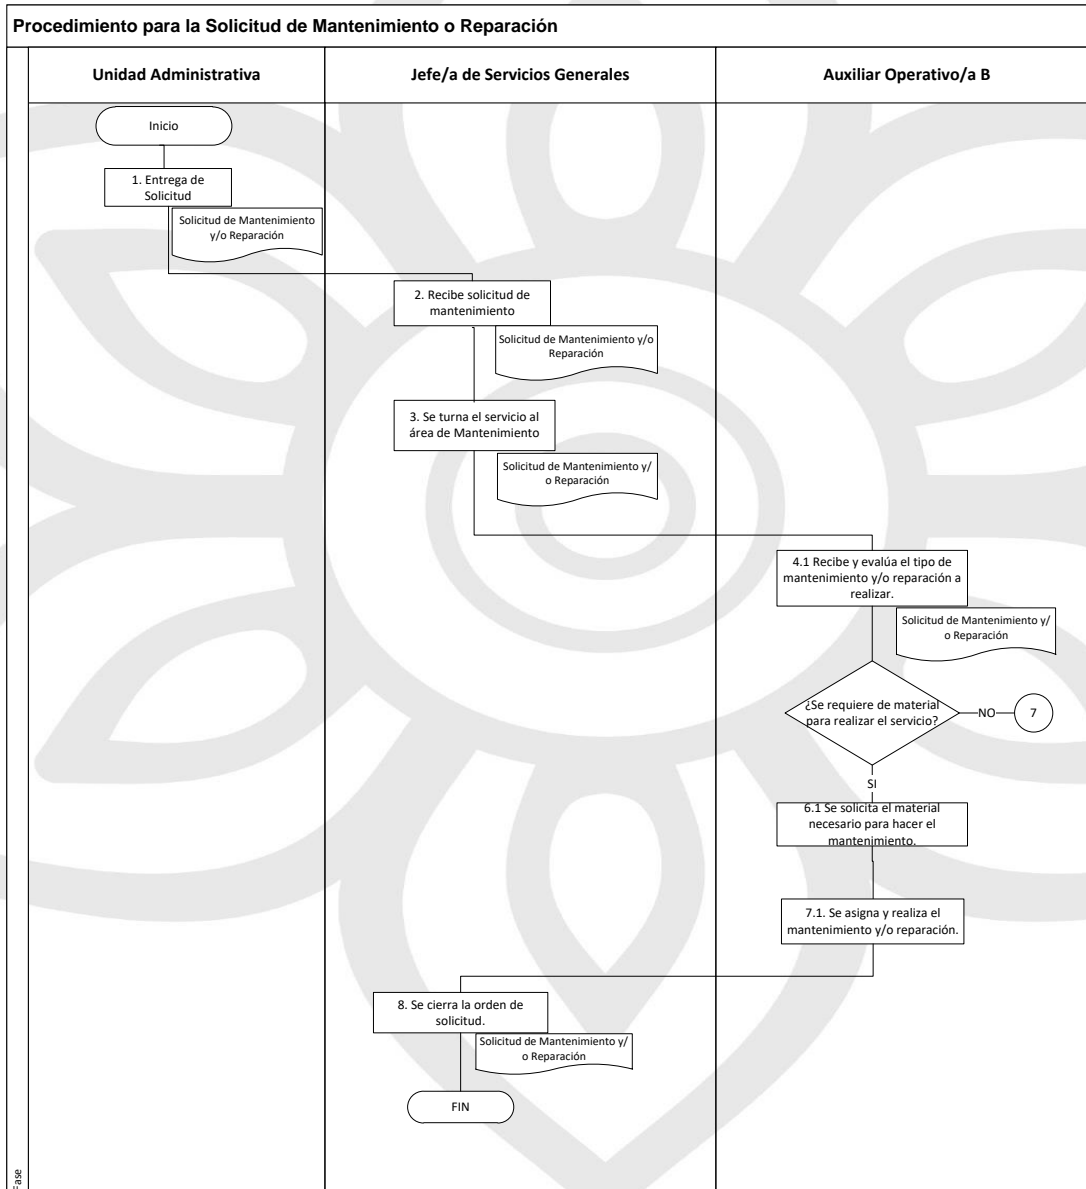 Procedimiento para la Solicitud de Mantenimiento o Reparación
Unidad Administrativa
Jefe/a de Servicios Generales
Auxiliar Operativo/a B
Inicio
1. Entrega de
Solicitud
Solicitud de Mantenimiento
y/o Reparación
2. Recibe solicitud de
mantenimiento
Solicitud de Mantenimiento y/o
Reparación
3. Se turna el servicio al
área de Mantenimiento
Solicitud de Mantenimiento y/
o Reparación
4.1 Recibe y evalúa el tipo de
mantenimiento y/o reparación a
realizar.
Solicitud de Mantenimiento y/
o Reparación
¿Se requiere de material
para realizar el servicio?
NO
7
SI
6.1 Se solicita el material
necesario para hacer el
mantenimiento.
7.1. Se asigna y realiza el
mantenimiento y/o reparación.
8. Se cierra la orden de
solicitud.
Solicitud de Mantenimiento y/
o Reparación
FIN
Fase